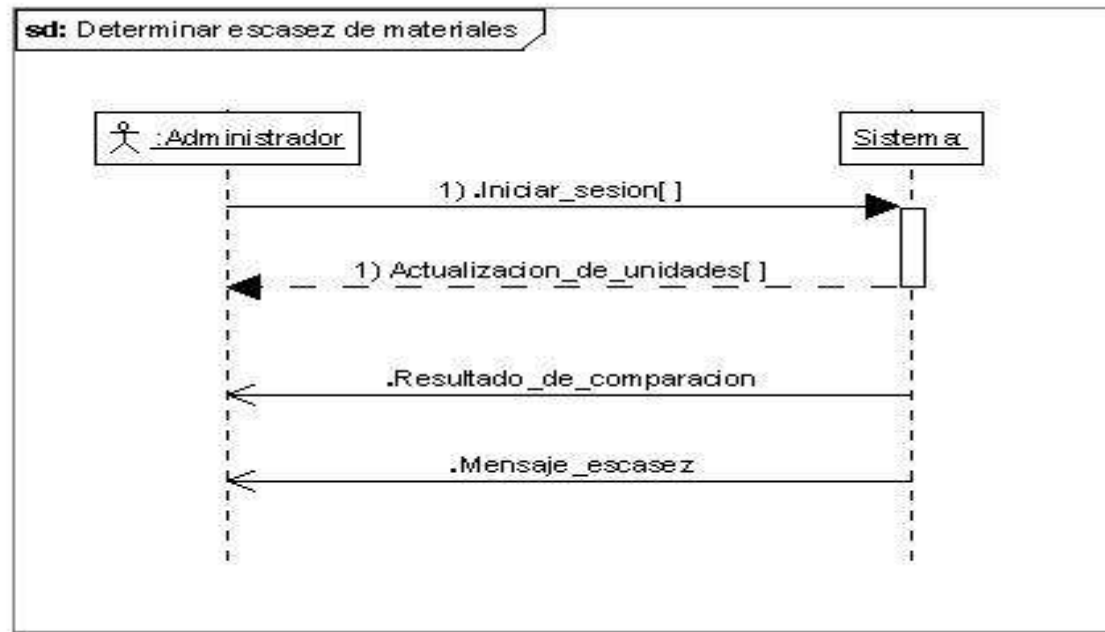 sd: Determinar escasez de materiales
:Administrador
Sistema:
1) .Iniciar_sesion[ ]
1) Actualizacion_de_unidades[ ]
.Resultado_de_comparacion
.Mensaje_escasez